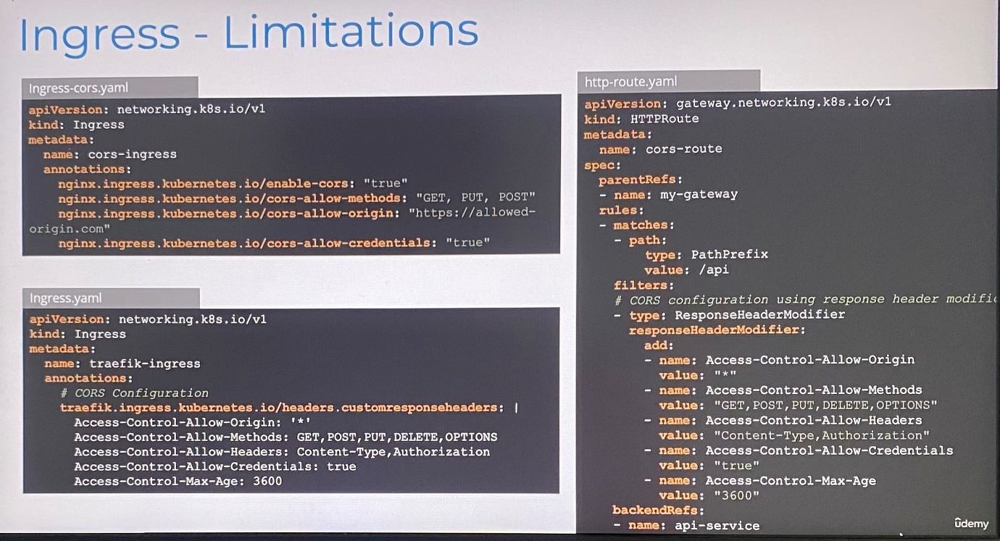 Ingress - Limitations
Ingress-cors.yaml
apiVersion: networking.k8s.io/v1
kind: Ingress
metadata:
  name: cors-ingress
  annotations:
    nginx.ingress.kubernetes.io/enable-cors: "true"
    nginx.ingress.kubernetes.io/cors-allow-methods: "GET, PUT, POST"
    nginx.ingress.kubernetes.io/cors-allow-origin: "https://allowed-
origin.com"
    nginx.ingress.kubernetes.io/cors-allow-credentials: "true"
Ingress.yaml
apiVersion: networking.k8s.io/v1
kind: Ingress
metadata:
  name: traefik-ingress
  annotations:
    # CORS Configuration
    traefik.ingress.kubernetes.io/headers.customresponseheaders: |
      Access-Control-Allow-Origin: '*'
      Access-Control-Allow-Methods: GET,POST,PUT,DELETE,OPTIONS
      Access-Control-Allow-Headers: Content-Type,Authorization
      Access-Control-Allow-Credentials: true
      Access-Control-Max-Age: 3600
http-route.yaml
apiVersion: gateway.networking.k8s.io/v1
kind: HTTPRoute
metadata:
  name: cors-route
spec:
  parentRefs:
  - name: my-gateway
  rules:
  - matches:
    - path:
        type: PathPrefix
        value: /api
    filters:
    # CORS configuration using response header modific
    - type: ResponseHeaderModifier
      responseHeaderModifier:
        add:
        - name: Access-Control-Allow-Origin
          value: "*"
        - name: Access-Control-Allow-Methods
          value: "GET,POST,PUT,DELETE,OPTIONS"
        - name: Access-Control-Allow-Headers
          value: "Content-Type,Authorization"
        - name: Access-Control-Allow-Credentials
          value: "true"
        - name: Access-Control-Max-Age
          value: "3600"
    backendRefs:
    - name: api-service
ûdemy